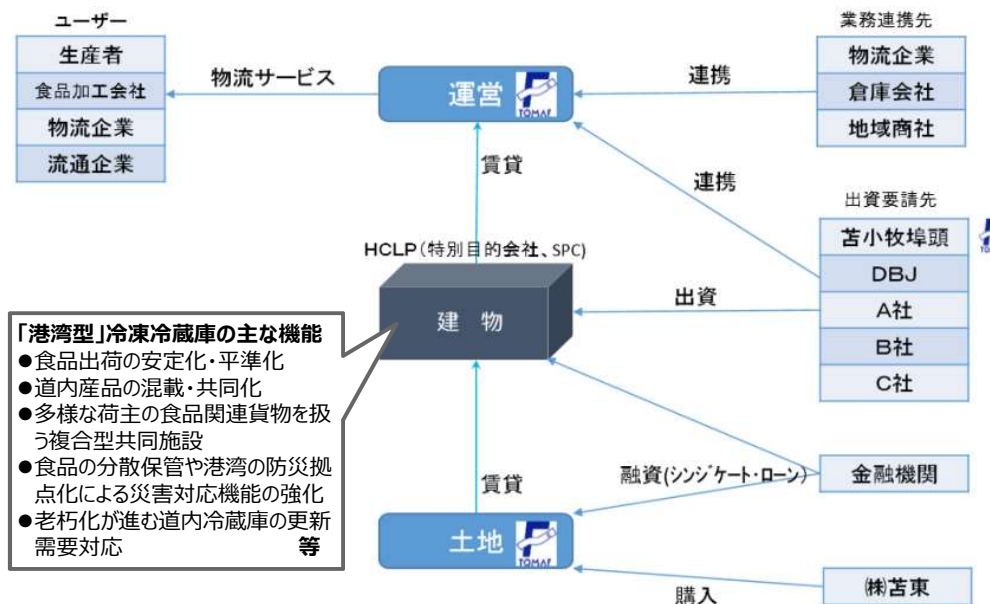 ユーザー
生産者
食品加工会社
物流企業
流通企業
物流サービス
運営
TOMAF
連携
業務連携先
物流企業
倉庫会社
地域商社
賃貸
連携
出資要請先
苫小牧埠頭
DBJ
A社
B社
C社
HCLP(特別目的会社、SPC)
建物
出資
「港湾型」冷凍冷蔵庫の主な機能
●食品出荷の安定化・平準化
●道内産品の混載・共同化
●多様な荷主の食品関連貨物を扱
う複合型共同施設
●食品の分散保管や港湾の防災拠
点化による災害対応機能の強化
●老朽化が進む道内冷蔵庫の更新
需要対応 等
賃貸
融資(シンジケート・ローン)
金融機関
土地
TOMAF
購入
㈱苫東